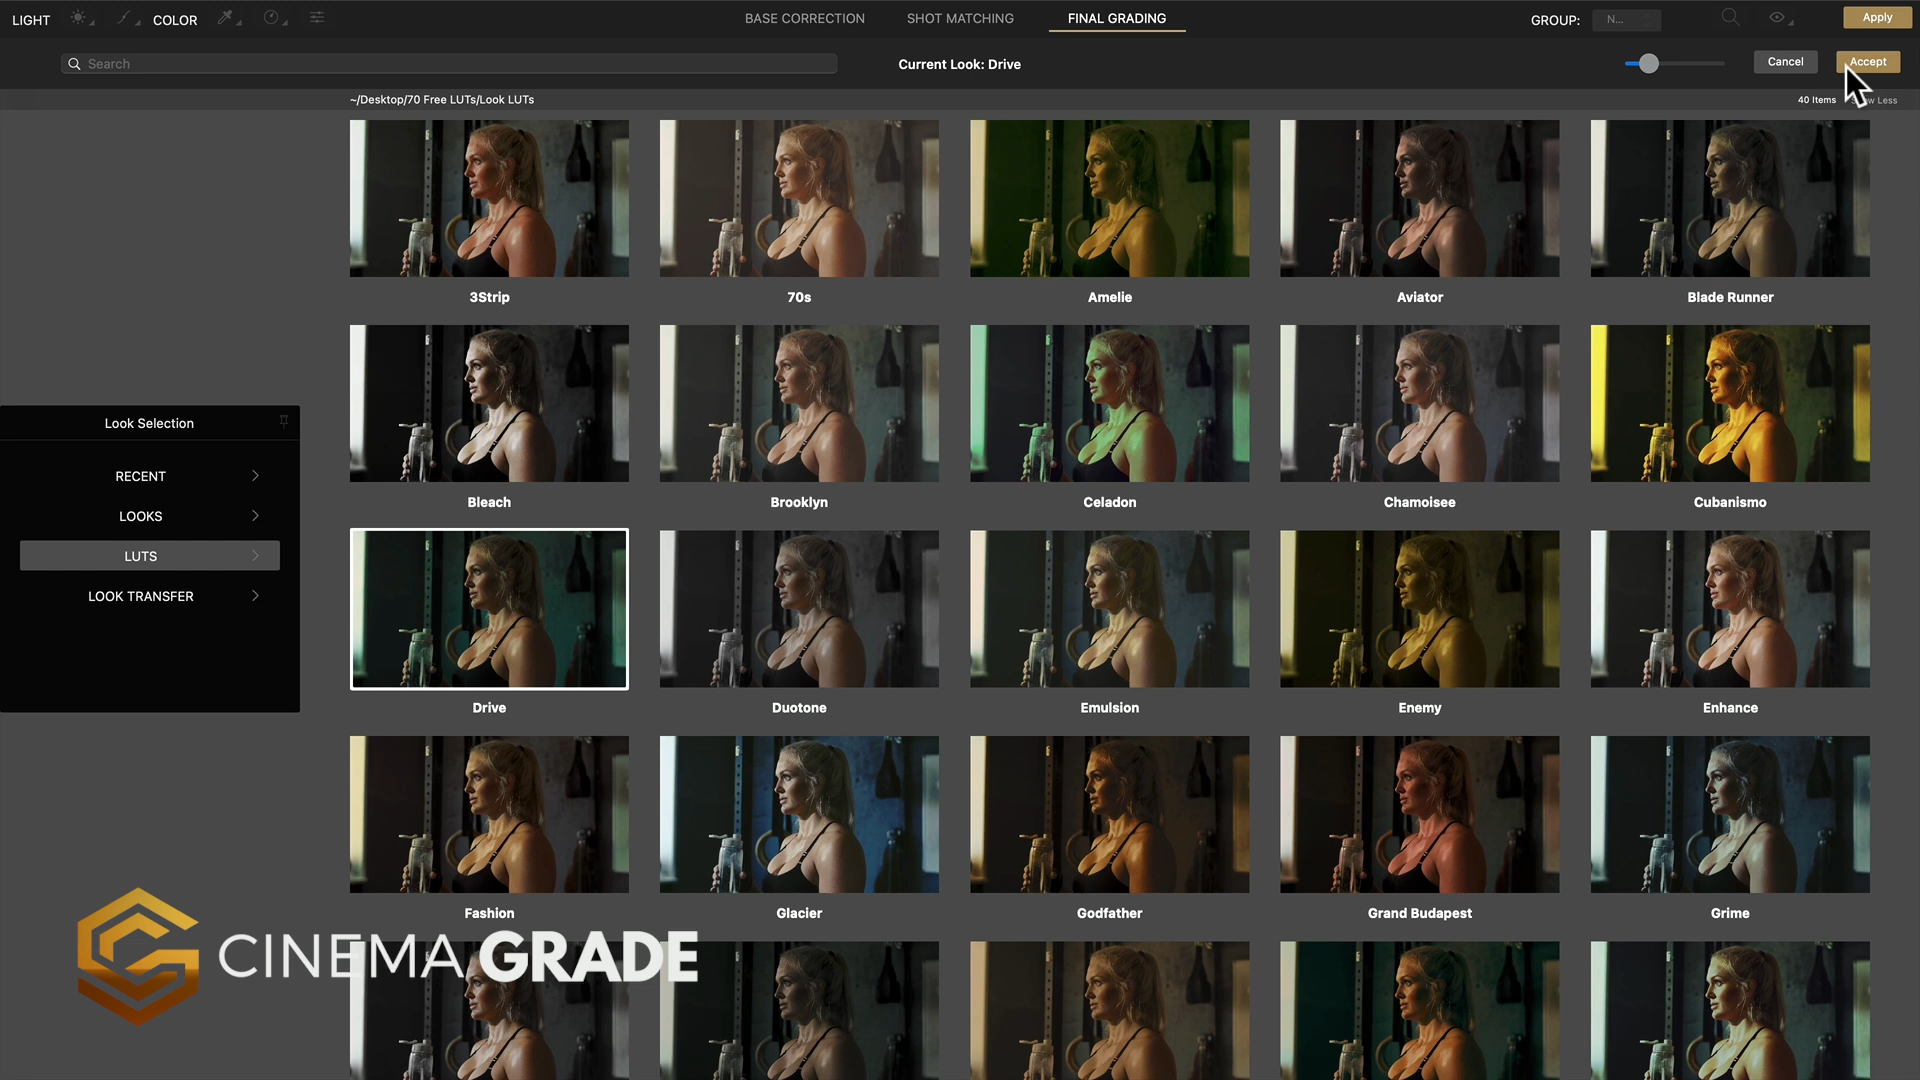 LIGHT COLOR BASE CORRECTION SHOT MATCHING FINAL GRADING GROUP: N... Apply
Search Current Look: Drive Cancel Accept
~/Desktop/70 Free LUTs/Look LUTs 40 Items Less
3Strip 70s Amelie Aviator Blade Runner
Bleach Brooklyn Celadon Chamoisee Cubanismo
Look Selection
RECENT
LOOKS
LUTS
LOOK TRANSFER
Drive Duotone Emulsion Enemy Enhance
Fashion Glacier Godfather Grand Budapest Grime
CINEMA GRADE